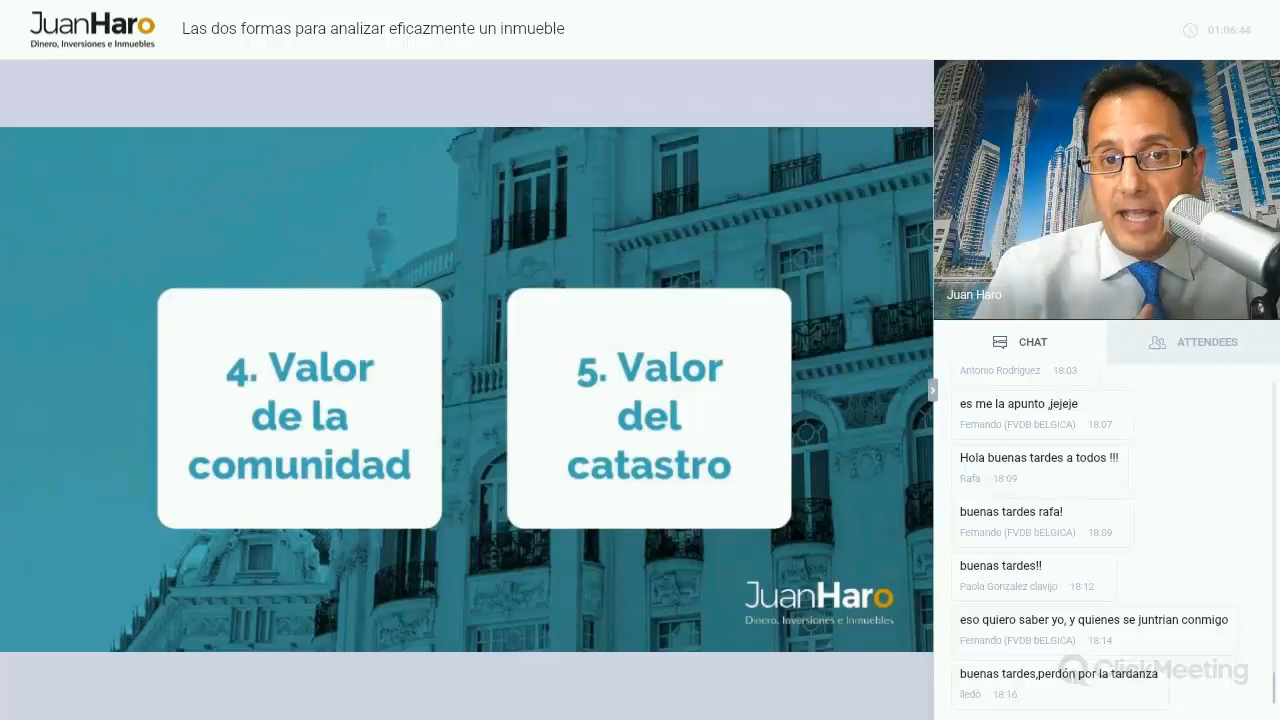 JuanHaro
Dinero, Inversiones e Inmuebles
Las dos formas para analizar eficazmente un inmueble
01:06:44
4. Valor
de la
comunidad
5. Valor
del
catastro
JuanHaro
Dinero, Inversiones e Inmuebles
Juan Haro
CHAT
ATTENDEES
Antonio Rodriguez 18:03
es me la apunto ,jejeje
Fernando (FVDB bELGICA) 18:07
Hola buenas tardes a todos !!!
Rafa 18:09
buenas tardes rafa!
Fernando (FVDB bELGICA) 18:09
buenas tardes!!
Paola Gonzalez clavijo 18:12
eso quiero saber yo, y quienes se juntrian conmigo
Fernando (FVDB bELGICA) 18:14
buenas tardes,perdón por la tardanza
lledó 18:16
ClickMeeting